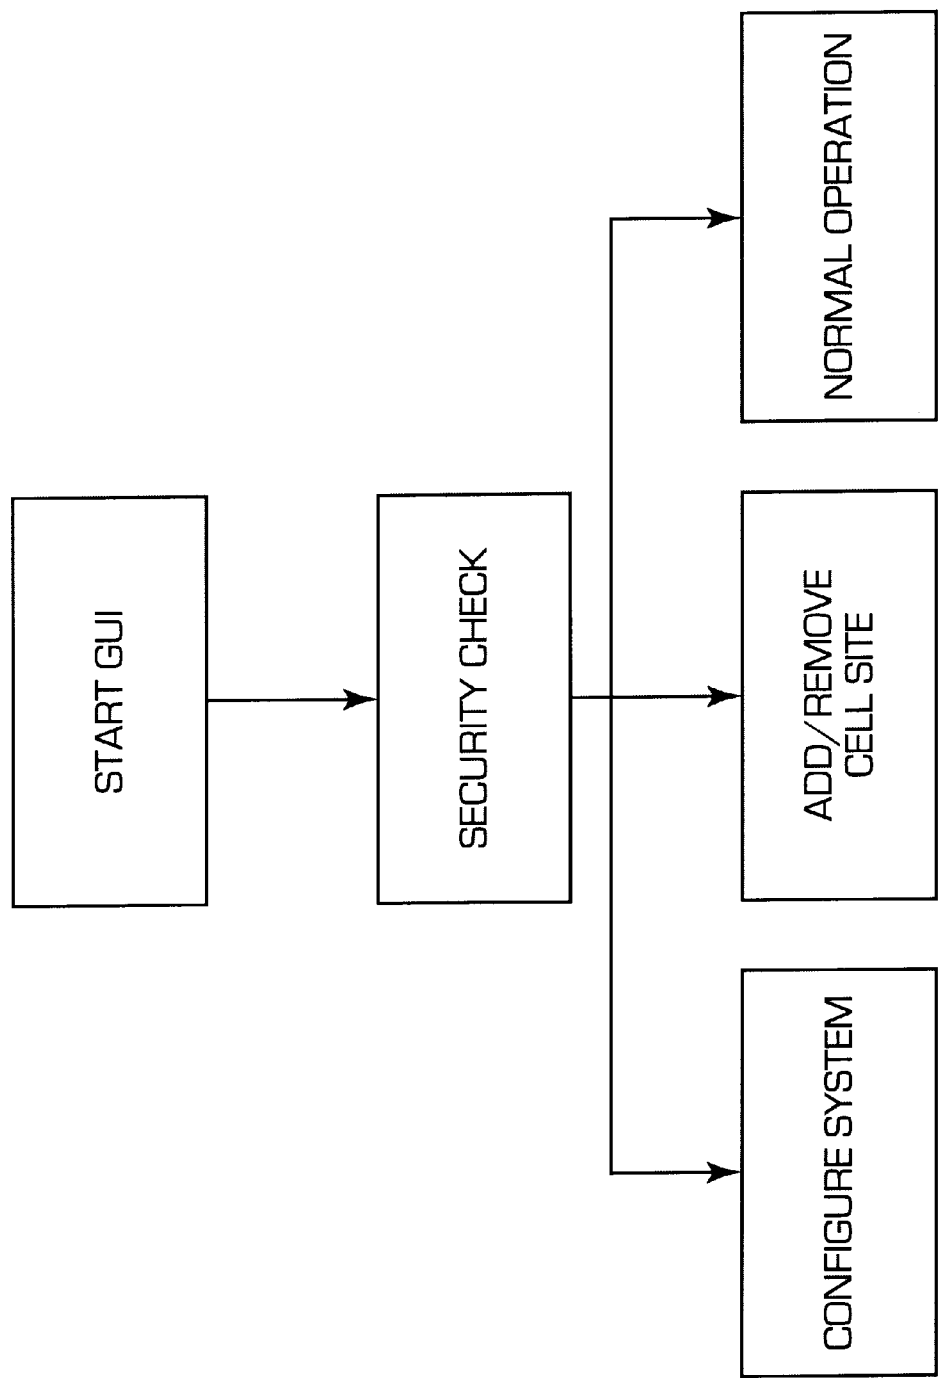 START GUI
SECURITY CHECK
CONFIGURE SYSTEM
ADD/REMOVE
CELL SITE
NORMAL OPERATION